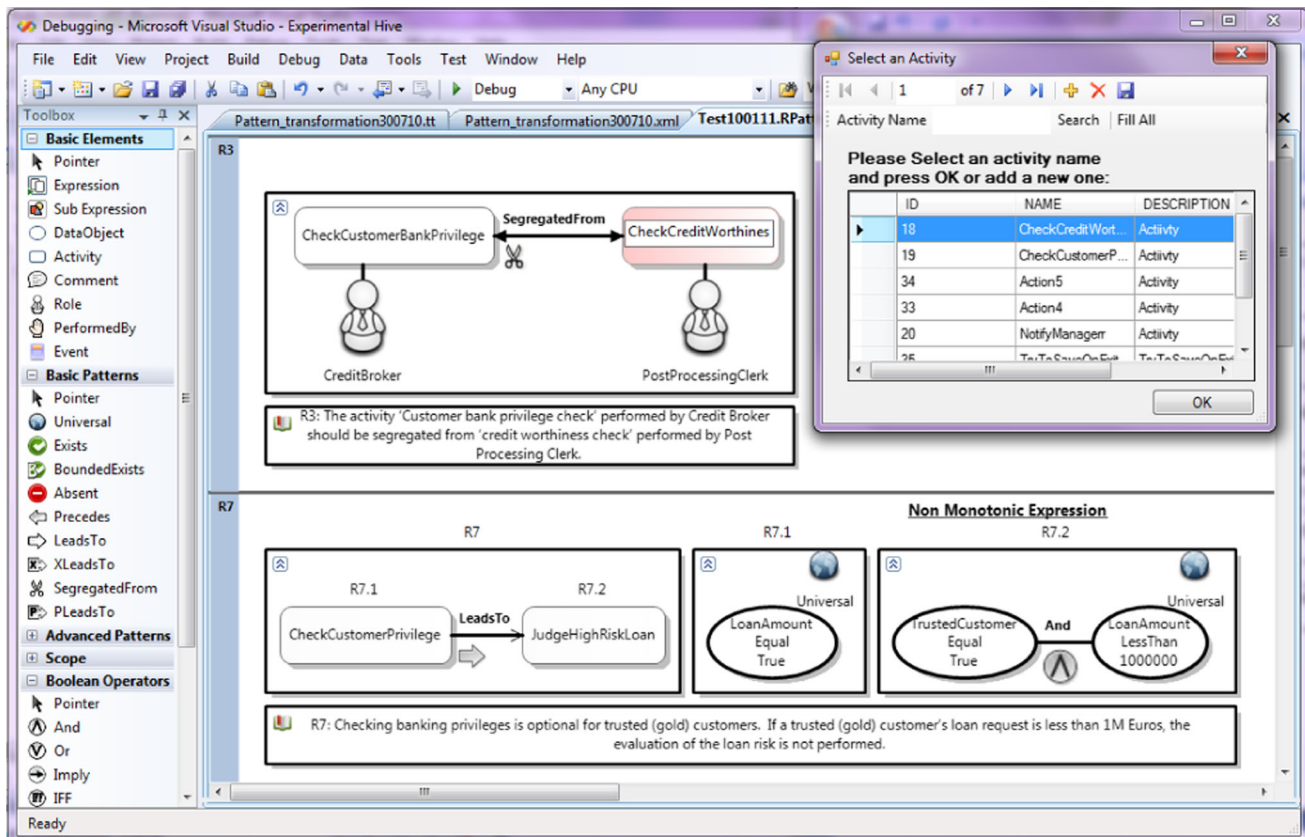 Debugging - Microsoft Visual Studio - Experimental Hive
File Edit View Project Build Debug Data Tools Test Window Help
Debug Any CPU
Toolbox
Pattern_transformation300710.tt Pattern_transformation300710.xml Test100111.RPat
Basic Elements
Pointer
Expression
Sub Expression
DataObject
Activity
Comment
Role
PerformedBy
Event
Basic Patterns
Pointer
Universal
Exists
BoundedExists
Absent
Precedes
LeadsTo
XLeadsTo
SegregatedFrom
PLeadsTo
Advanced Patterns
Scope
Boolean Operators
Pointer
And
Or
Imply
IFF
R3
CheckCustomerBankPrivilege
SegregatedFrom
CheckCreditWorthines
CreditBroker
PostProcessingClerk
R3: The activity 'Customer bank privilege check' performed by Credit Broker
should be segregated from 'credit worthiness check' performed by Post
Processing Clerk.
R7
Non Monotonic Expression
R7 R7.1 R7.2
R7.1 R7.2
CheckCustomerPrivilege
LeadsTo
JudgeHighRiskLoan
Universal
LoanAmount
Equal
True
Universal
TrustedCustomer
Equal
True
And
LoanAmount
LessThan
1000000
R7: Checking banking privileges is optional for trusted (gold) customers. If a trusted (gold) customer's loan request is less than 1M Euros, the
evaluation of the loan risk is not performed.
Select an Activity
1 of 7
Activity Name Search Fill All
Please Select an activity name
and press OK or add a new one:
ID NAME DESCRIPTION
18 CheckCreditWort... Activty
19 CheckCustomerP... Atiivty
34 Action5 Activity
33 Action4 Activity
20 NotifyManagerr Actiivty
OK
Ready